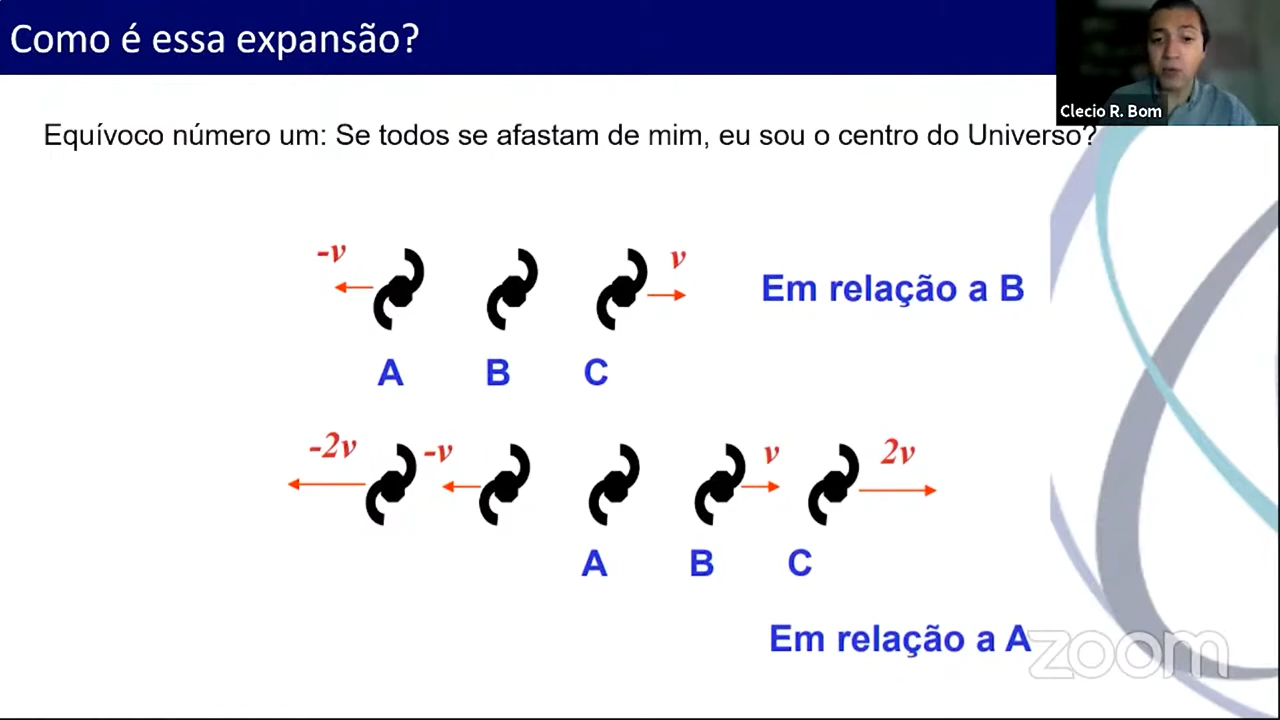 Como é essa expansão?
Clecio R. Bom
Equívoco número um: Se todos se afastam de mim, eu sou o centro do Universo?
-v v Em relação a B
A B C
-2v -v v 2v
A B C
Em relação a A
zoom